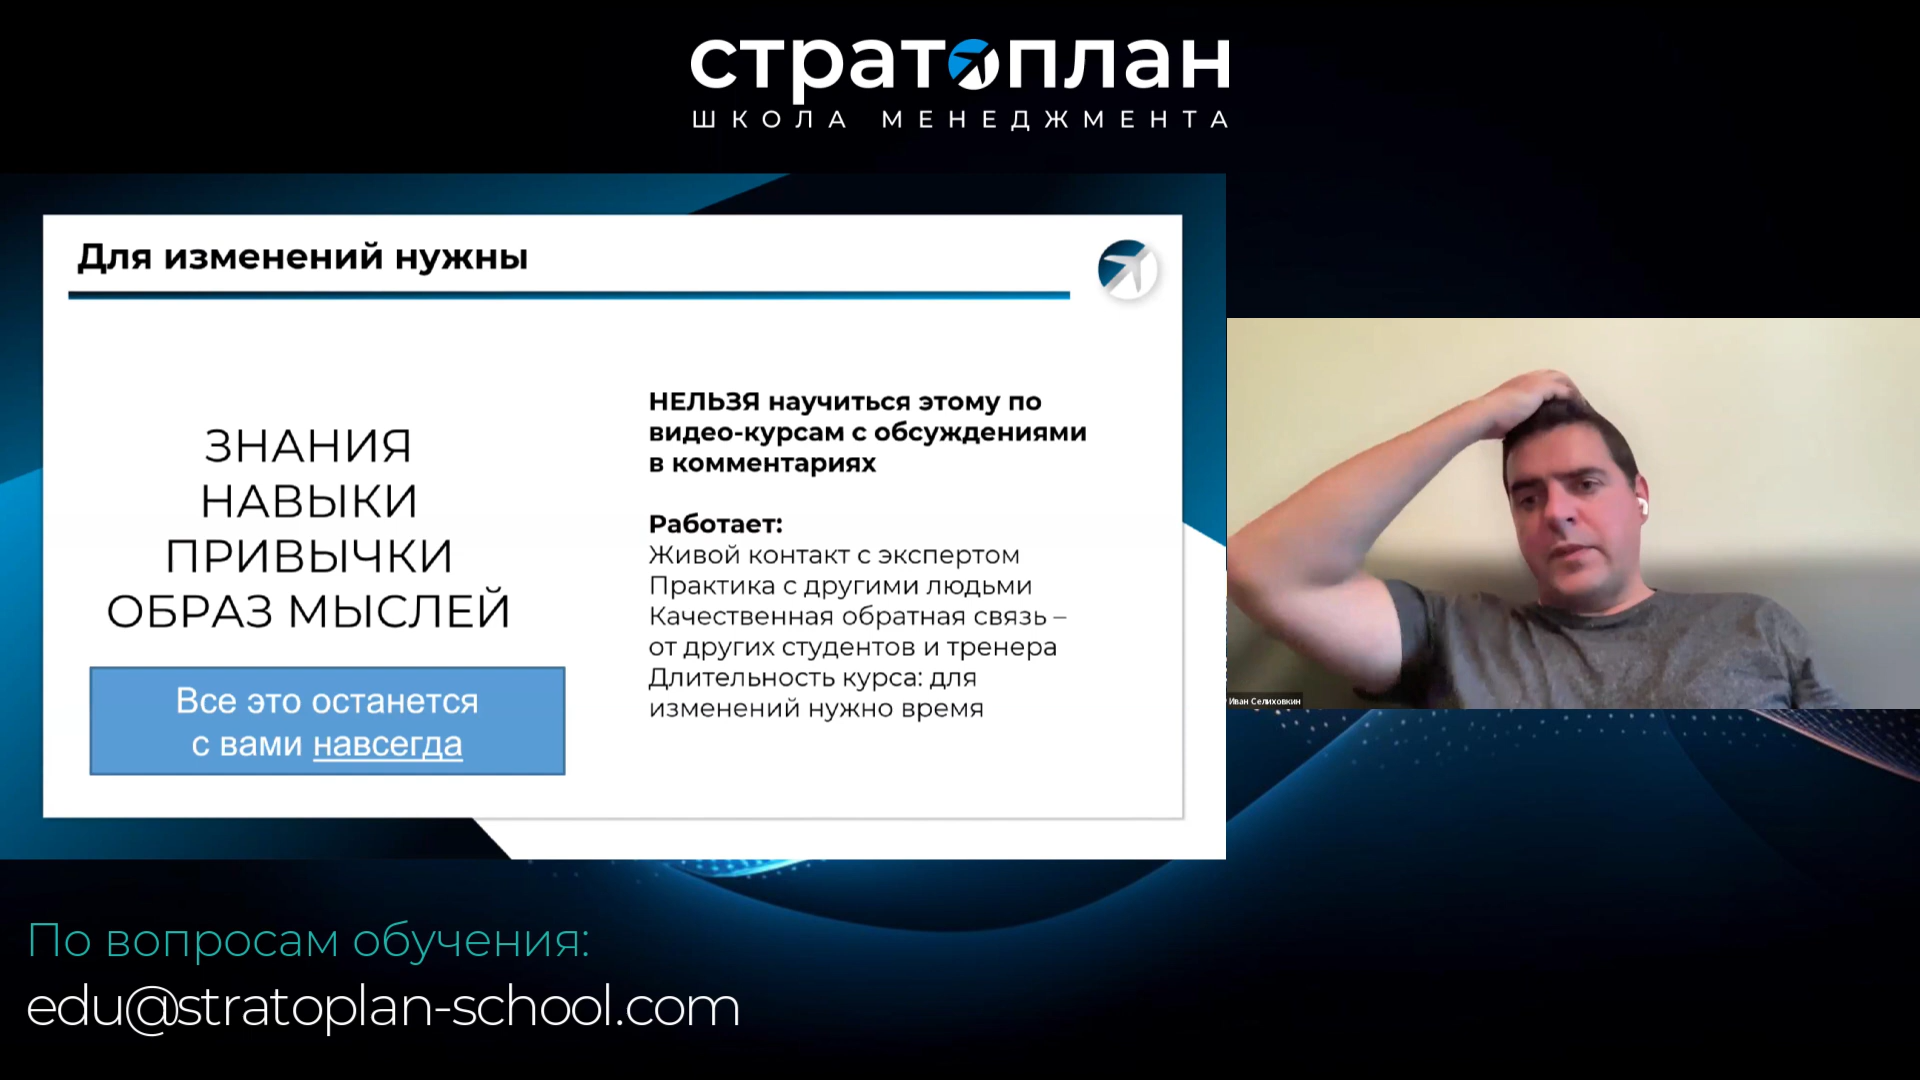 стратоплан
ШКОЛА МЕНЕДЖМЕНТА
Для изменений нужны
ЗНАНИЯ
НАВЫКИ
ПРИВЫЧКИ
ОБРАЗ МЫСЛЕЙ
Все это останется
с вами навсегда
НЕЛЬЗЯ научиться этому по
видео-курсам с обсуждениями
в комментариях
Работает:
Живой контакт с экспертом
Практика с другими людьми
Качественная обратная связь –
от других студентов и тренера
Длительность курса: для
изменений нужно время
Иван Селиховкин
По вопросам обучения:
edu@stratoplan-school.com